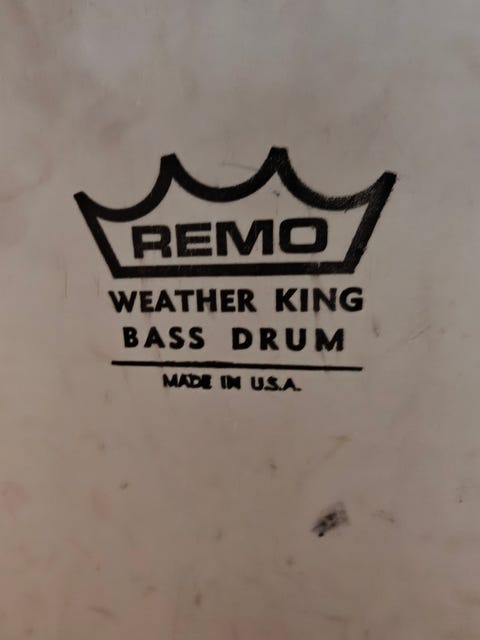 REMO
WEATHER KING
BASS DRUM
MADE IN U.S.A.